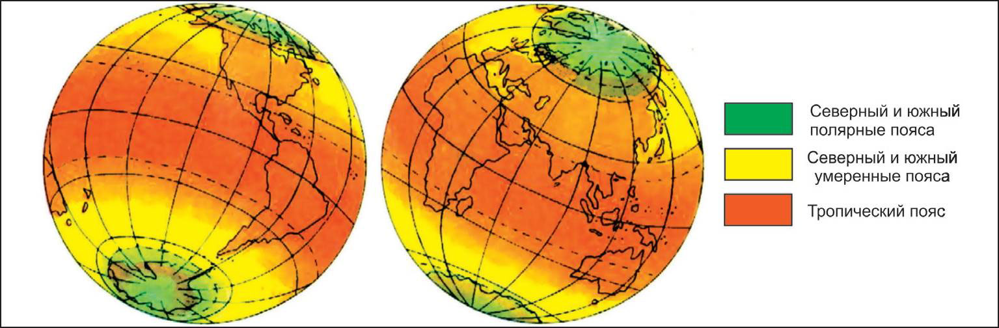 Северный и южный
полярные пояса
Северный и южный
умеренные пояса
Тропический пояс